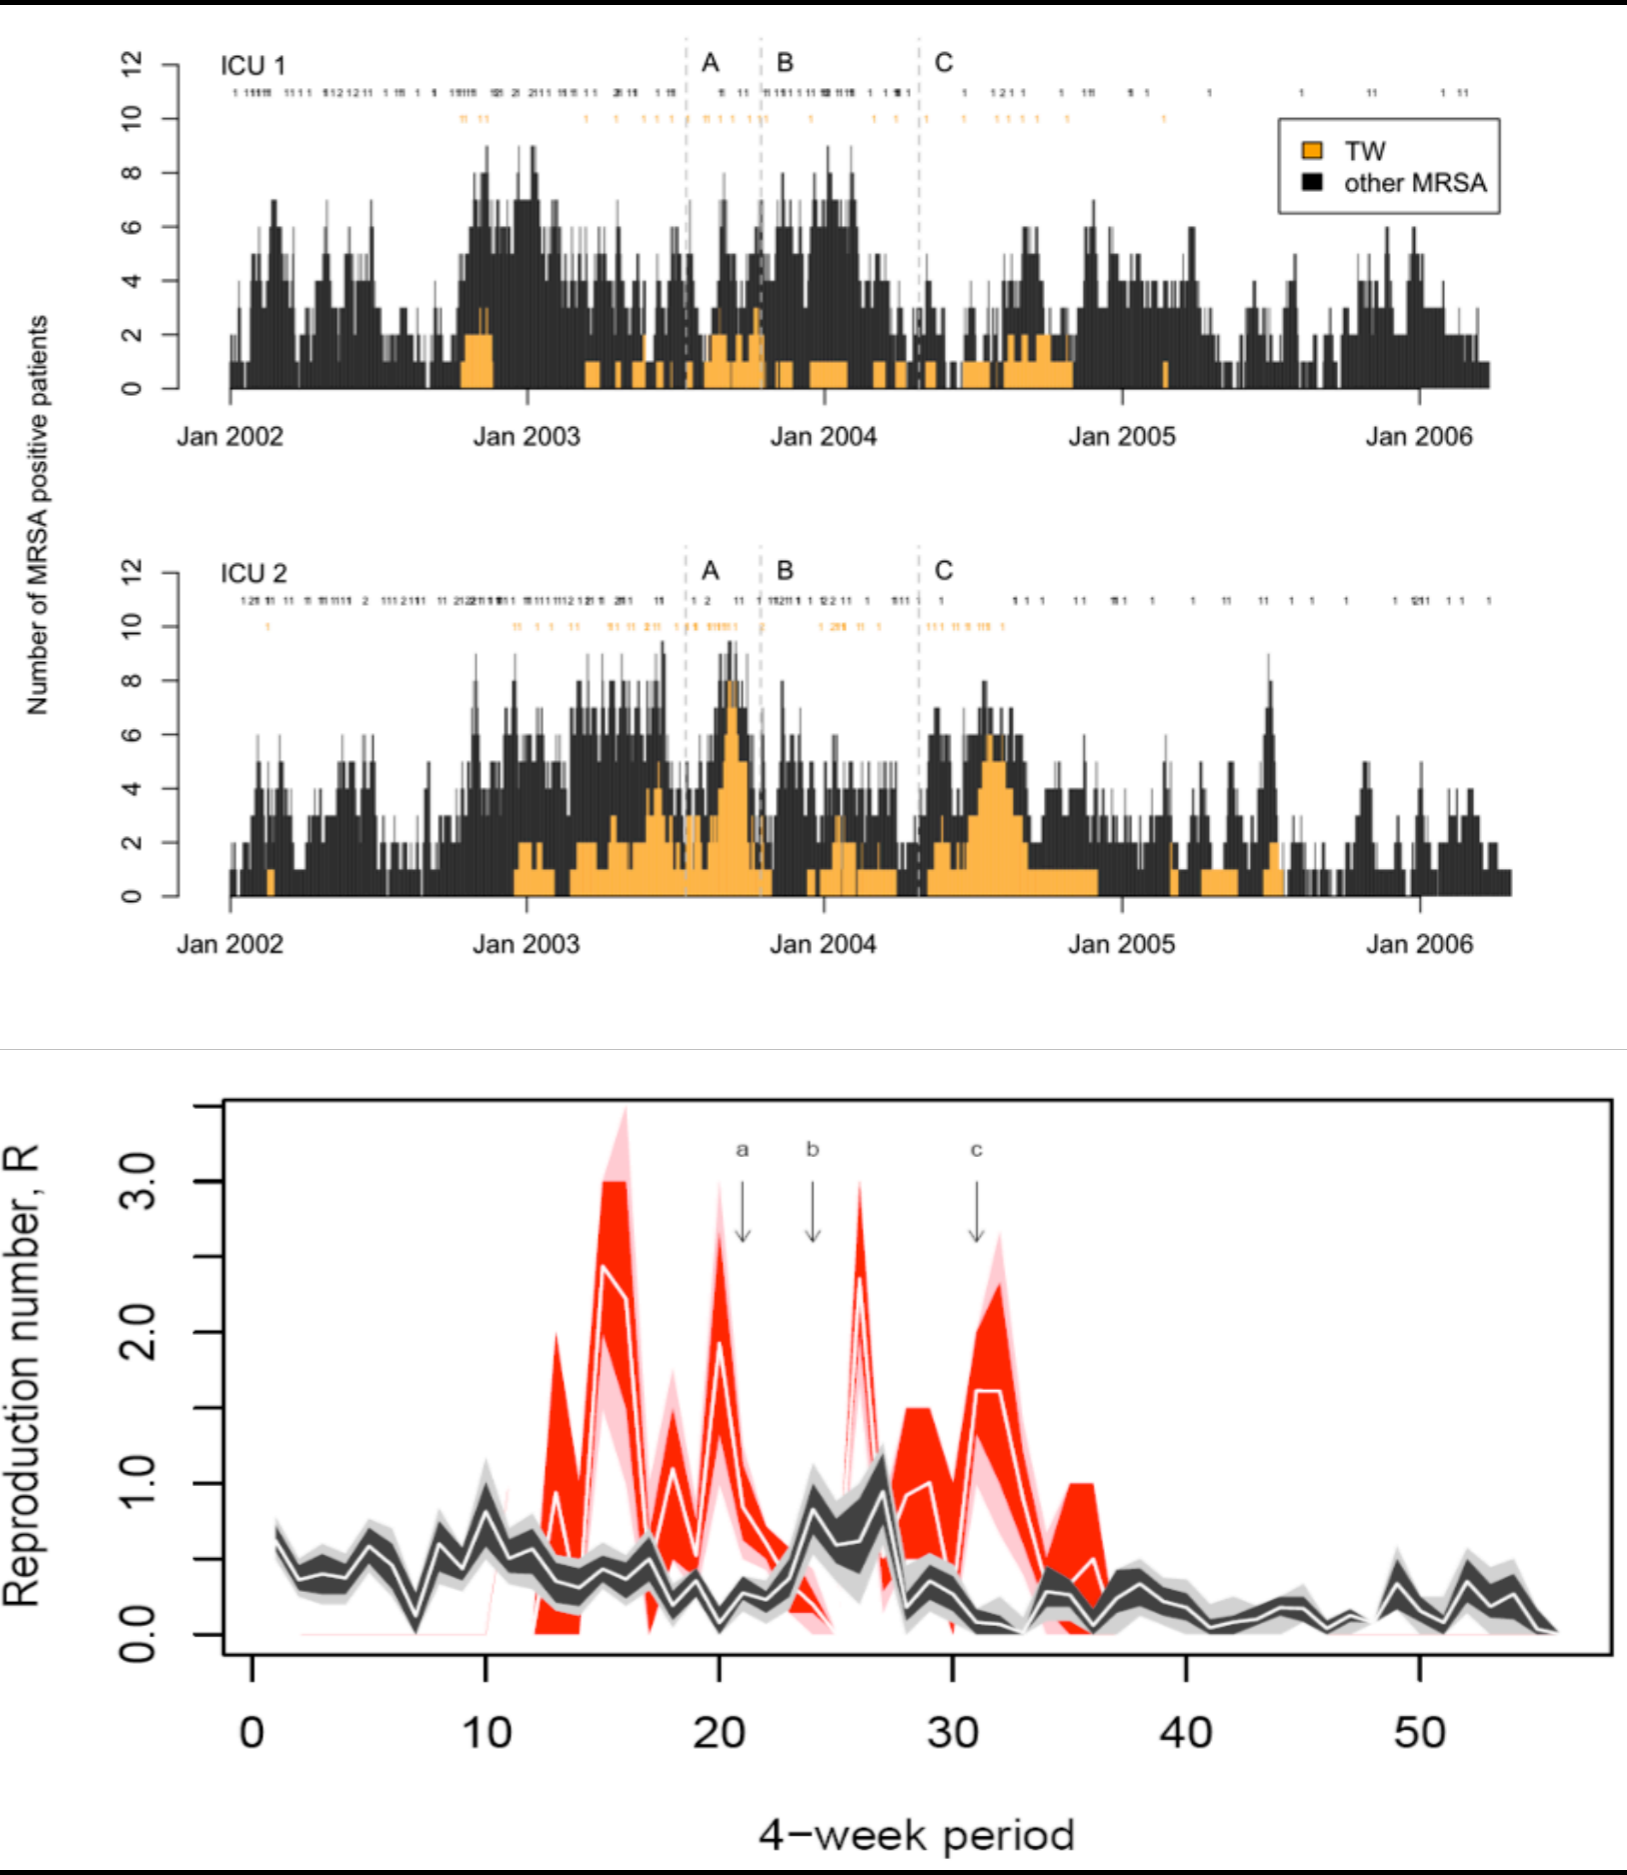 Number of MRSA positive patients
ICU 1
A
B
C
12
10
8
6
4
2
0
TW
other MRSA
Jan 2002
Jan 2003
Jan 2004
Jan 2005
Jan 2006
ICU 2
A
B
C
12
10
8
6
4
2
0
Jan 2002
Jan 2003
Jan 2004
Jan 2005
Jan 2006
Reproduction number, R
3.0
2.0
1.0
0.0
a
b
c
0
10
20
30
40
50
4-week period